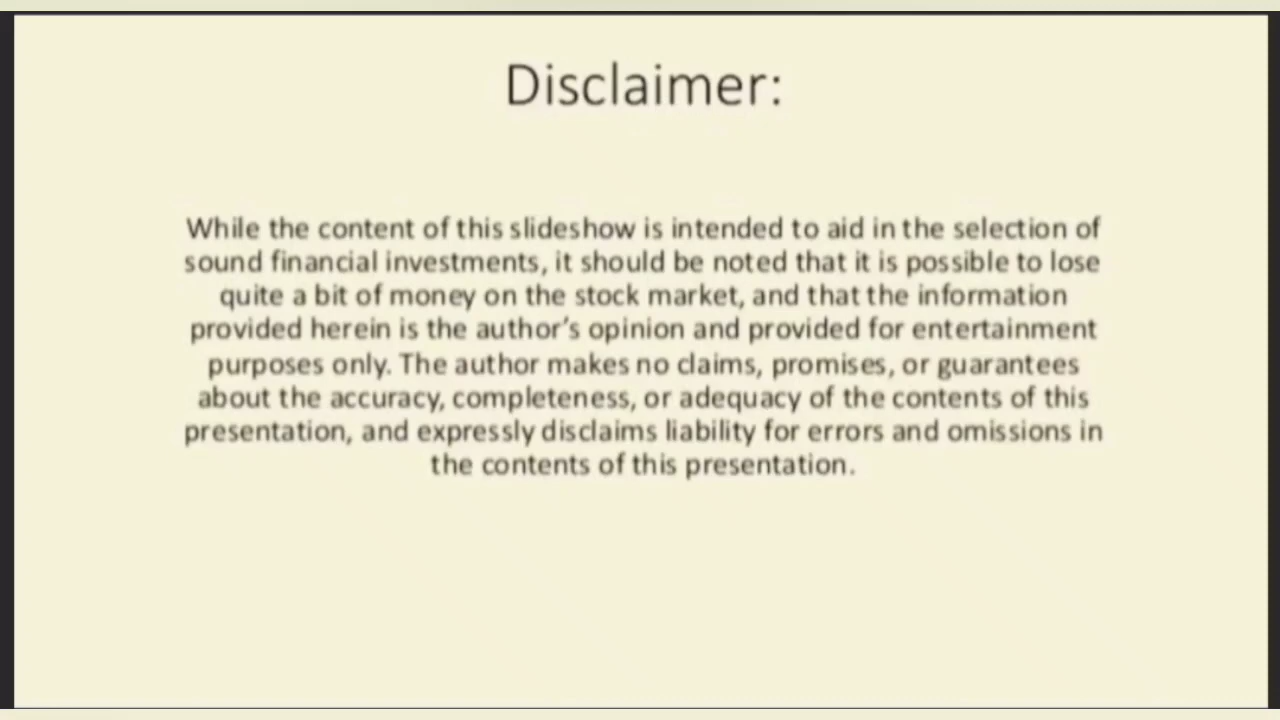 Disclaimer:
While the content of this slideshow is intended to aid in the selection of
sound financial investments, it should be noted that it is possible to lose
quite a bit of money on the stock market, and that the information
provided herein is the author’s opinion and provided for entertainment
purposes only. The author makes no claims, promises, or guarantees
about the accuracy, completeness, or adequacy of the contents of this
presentation, and expressly disclaims liability for errors and omissions in
the contents of this presentation.